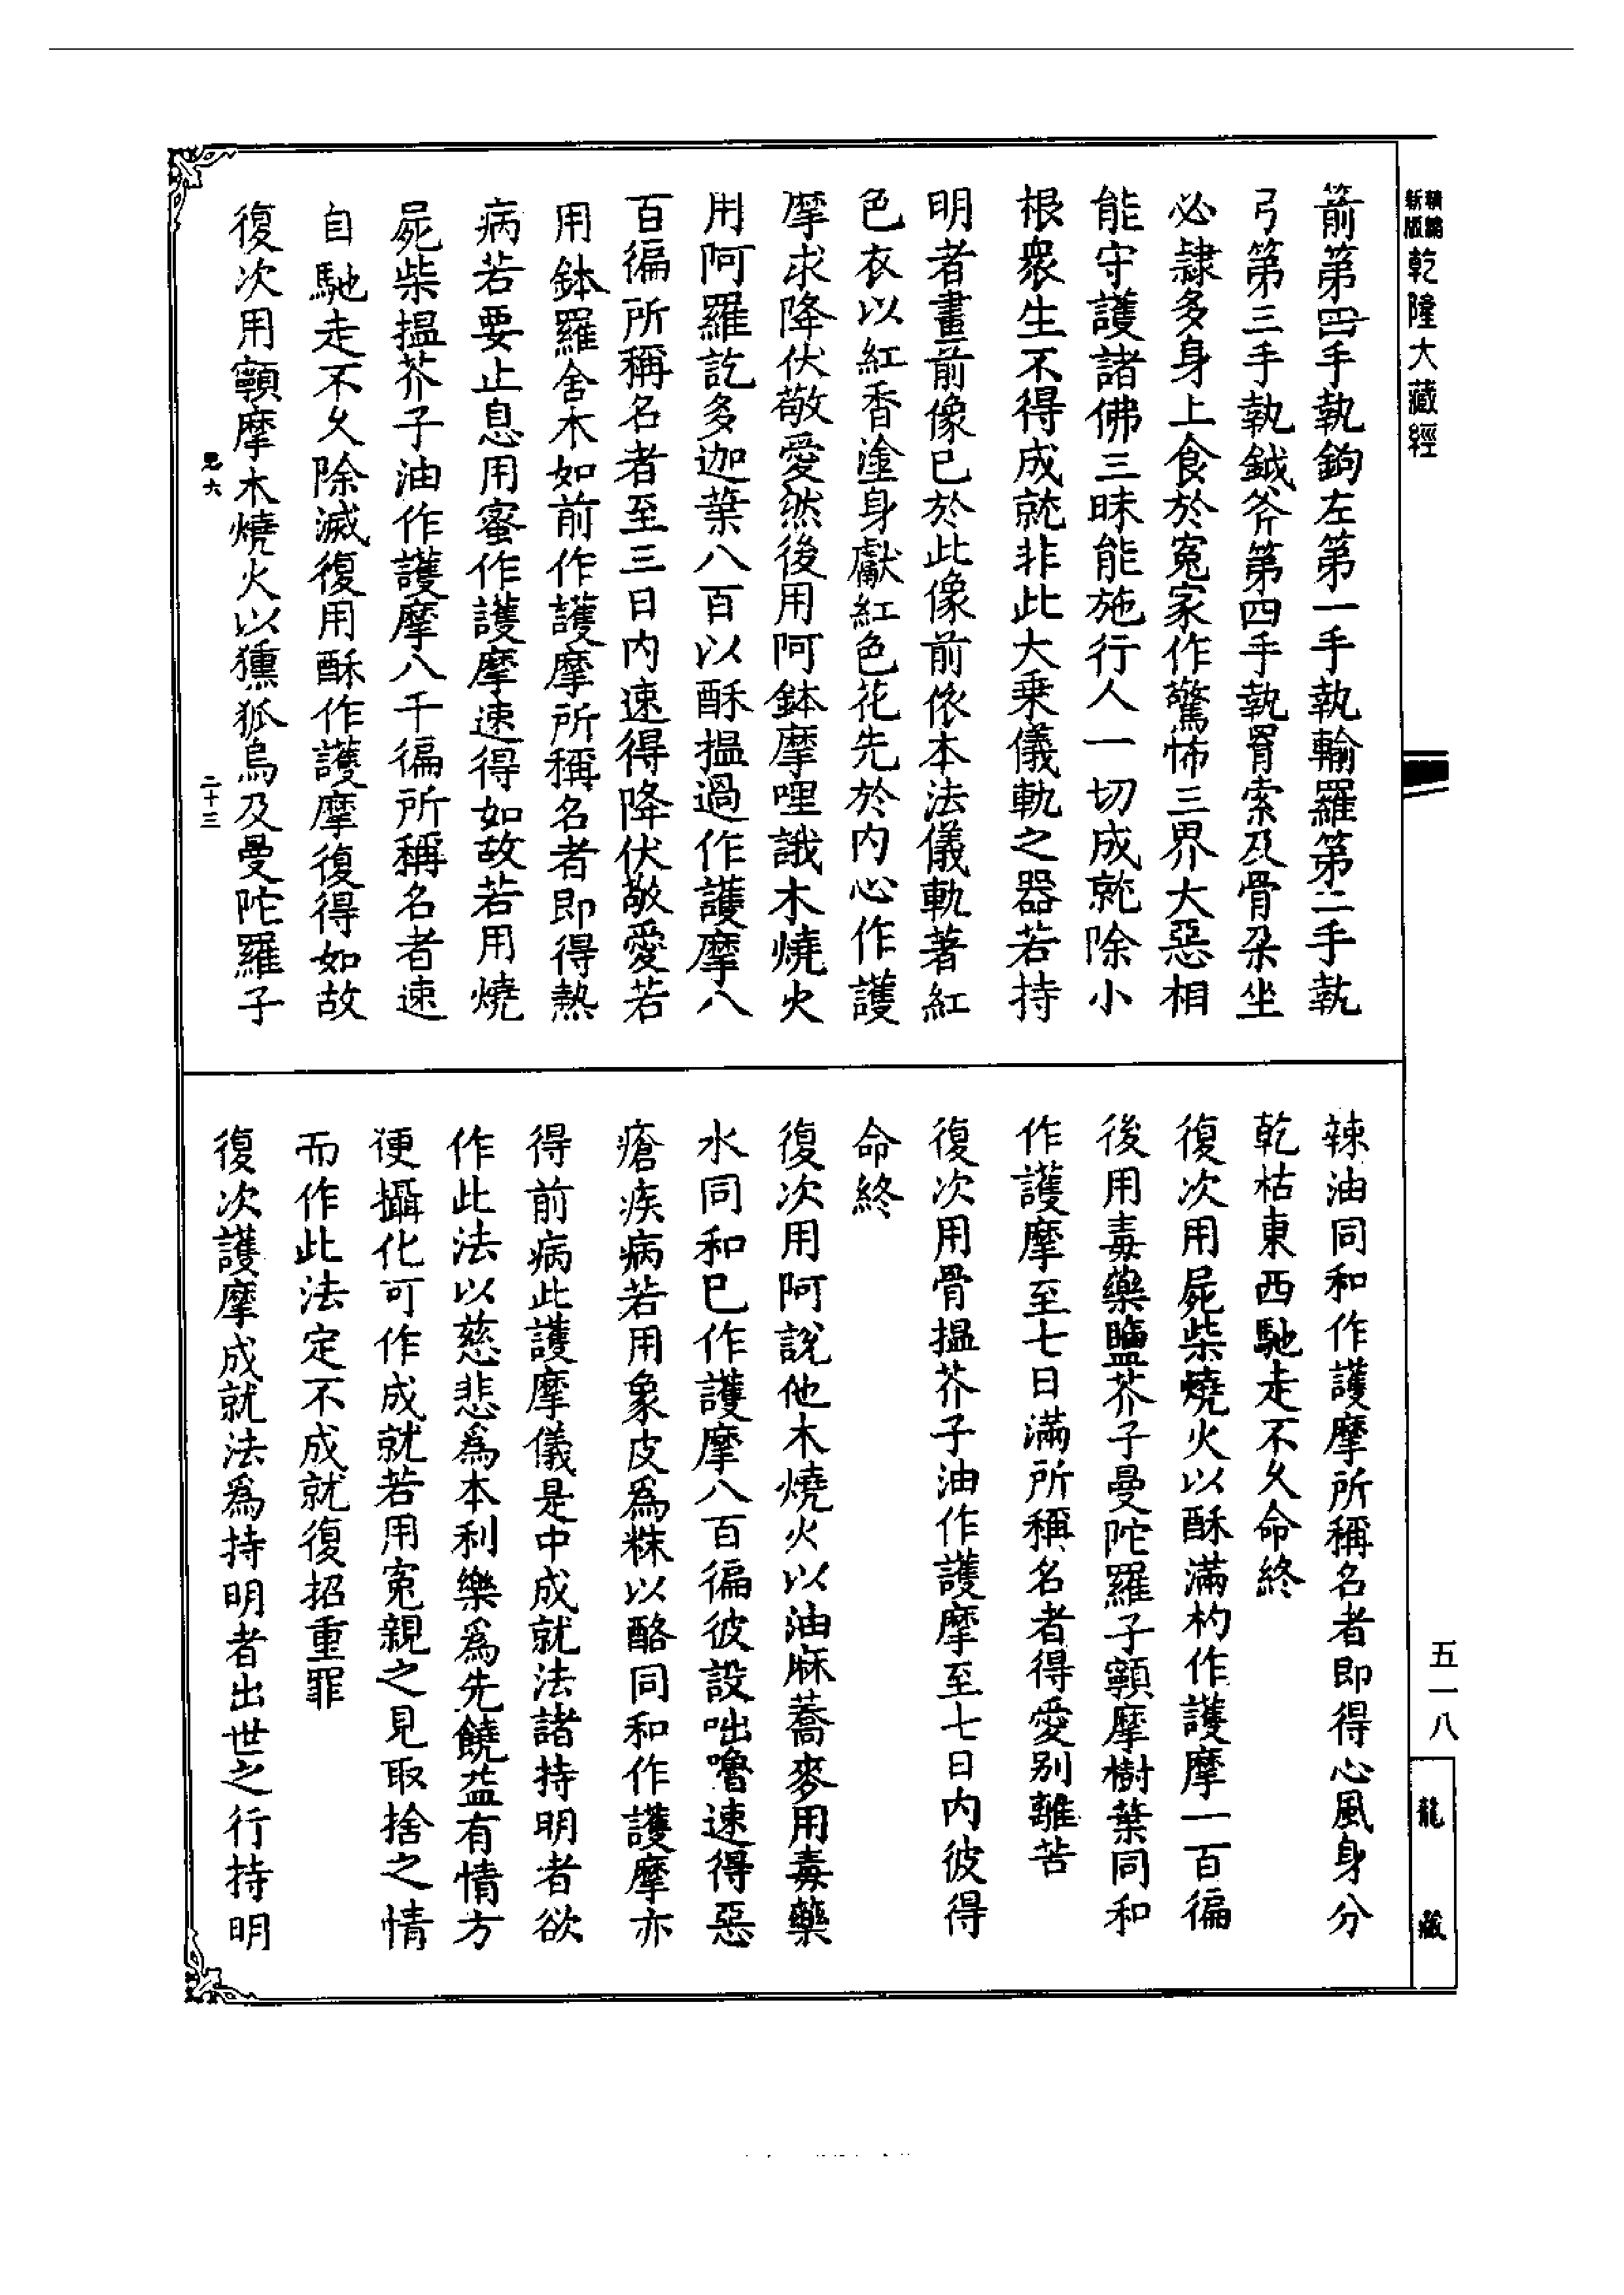 新版精編乾隆大藏經
箭第四手執鉤左第一手執輸羅第二手執
弓第三手執鉞斧第四手執罥索及骨朵坐
必隷多身上食於寃家作驚怖三界大惡相
能守護諸佛三昧能施行人一切成就除小
根衆生不得成就非此大乗儀軌之器若持
明者畫前像已於此像前依本法儀軌著紅
色衣以紅香塗身獻紅色花先於内心作護
摩求降伏敬愛然後用阿鉢摩哩誐木燒火
用阿羅訖多迦葉八百以酥揾過作護摩八
百徧所稱名者至三日内速得降伏敬愛若
用鉢羅舍木如前作護摩所稱名者即得熱
病若要止息用蜜作護摩速得如故若用燒
屍柴揾芥子油作護摩八千徧所稱名者速
自馳走不久除滅復用酥作護摩復得如故
復次用顐摩木燒火以獯狐烏及曼陀羅子
二十三
辣油同和作護摩所稱名者即得心風身分
乾枯東西馳走不久命終
復次用屍柴燒火以酥滿杓作護摩一百徧
後用毒藥鹽芥子曼陀羅子顐摩樹葉同和
作護摩至七日滿所稱名者得愛別離苦
復次用骨揾芥子油作護摩至七日内彼得
命終
復次用阿說他木燒火以油麻蕎麥用毒藥
水同和已作護摩八百徧彼設咄嚕速得惡
瘡疾病若用象皮爲秣以酪同和作護摩亦
得前病此護摩儀是中成就法諸持明者欲
作此法以慈悲爲本利樂爲先饒益有情方
便攝化可作成就若用寃親之見取捨之情
而作此法定不成就復招重罪
復次護摩成就法爲持明者出世之行持明
五一八
龍藏